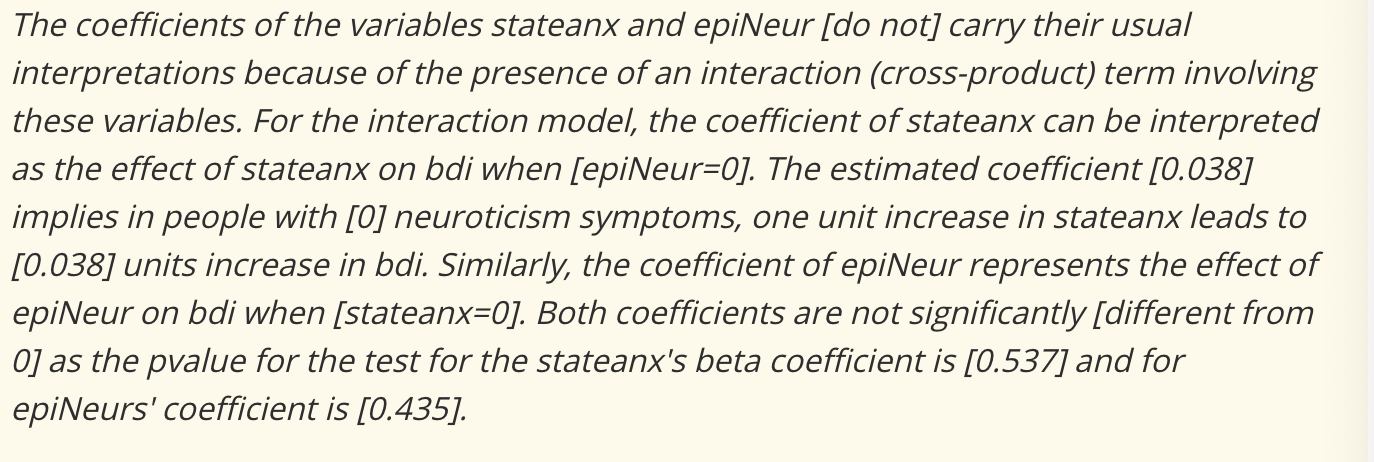 The coefficients of the variables stateanx and epiNeur [do not] carry their usual
interpretations because of the presence of an interaction (cross-product) term involving
these variables. For the interaction model, the coefficient of stateanx can be interpreted
as the effect of stateanx on bdi when [epiNeur=0]. The estimated coefficient [0.038]
implies in people with [0] neuroticism symptoms, one unit increase in stateanx leads to
[0.038] units increase in bdi. Similarly, the coefficient of epiNeur represents the effect of
epiNeur on bdi when [stateanx=0]. Both coefficients are not significantly [different from
0] as the pvalue for the test for the stateanx's beta coefficient is [0.537] and for
epiNeurs' coefficient is [0.435].